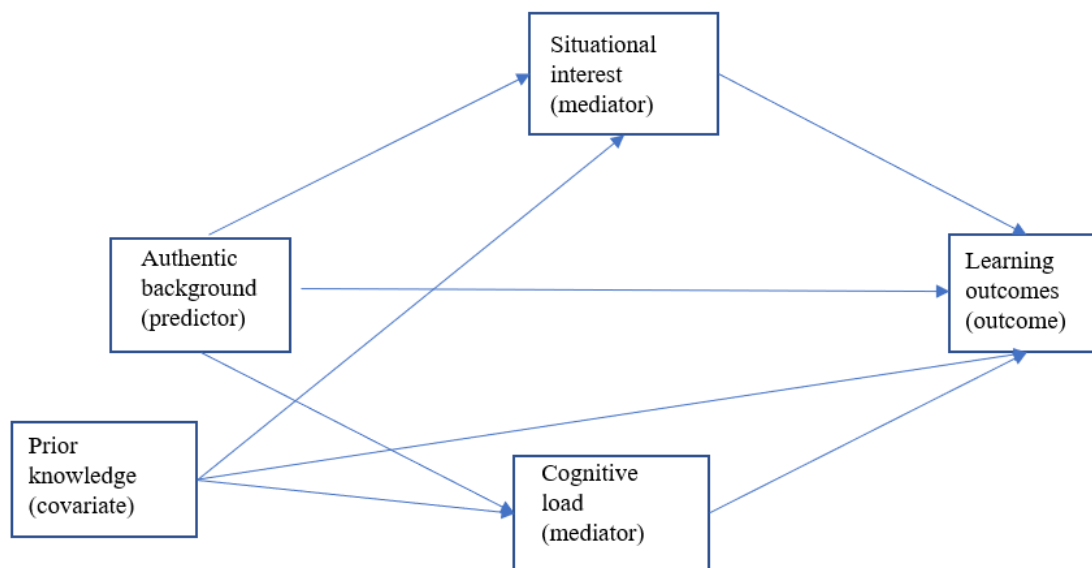 Situational
interest
(mediator)
Authentic
background
(predictor)
Learning
outcomes
(outcome)
Prior
knowledge
(covariate)
Cognitive
load
(mediator)